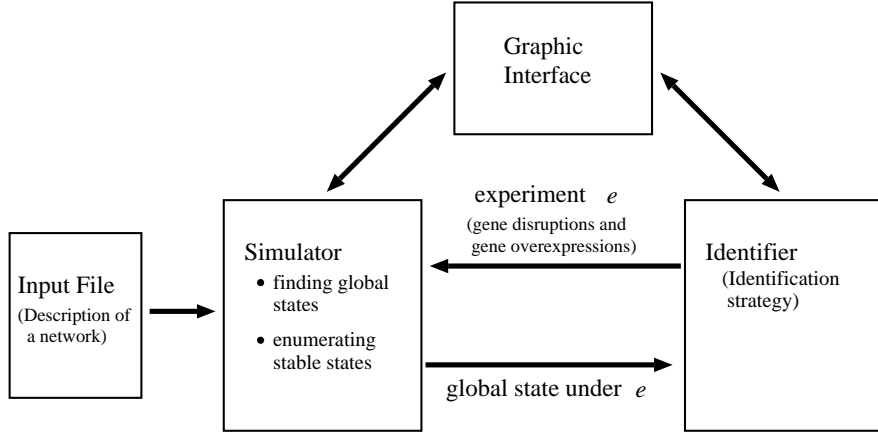 Graphic
Interface
experiment e
(gene disruptions and
gene overexpressions)
Input File
(Description of
a network)
Simulator
• finding global
states
• enumerating
stable states
Identifier
(Identification
strategy)
global state under e